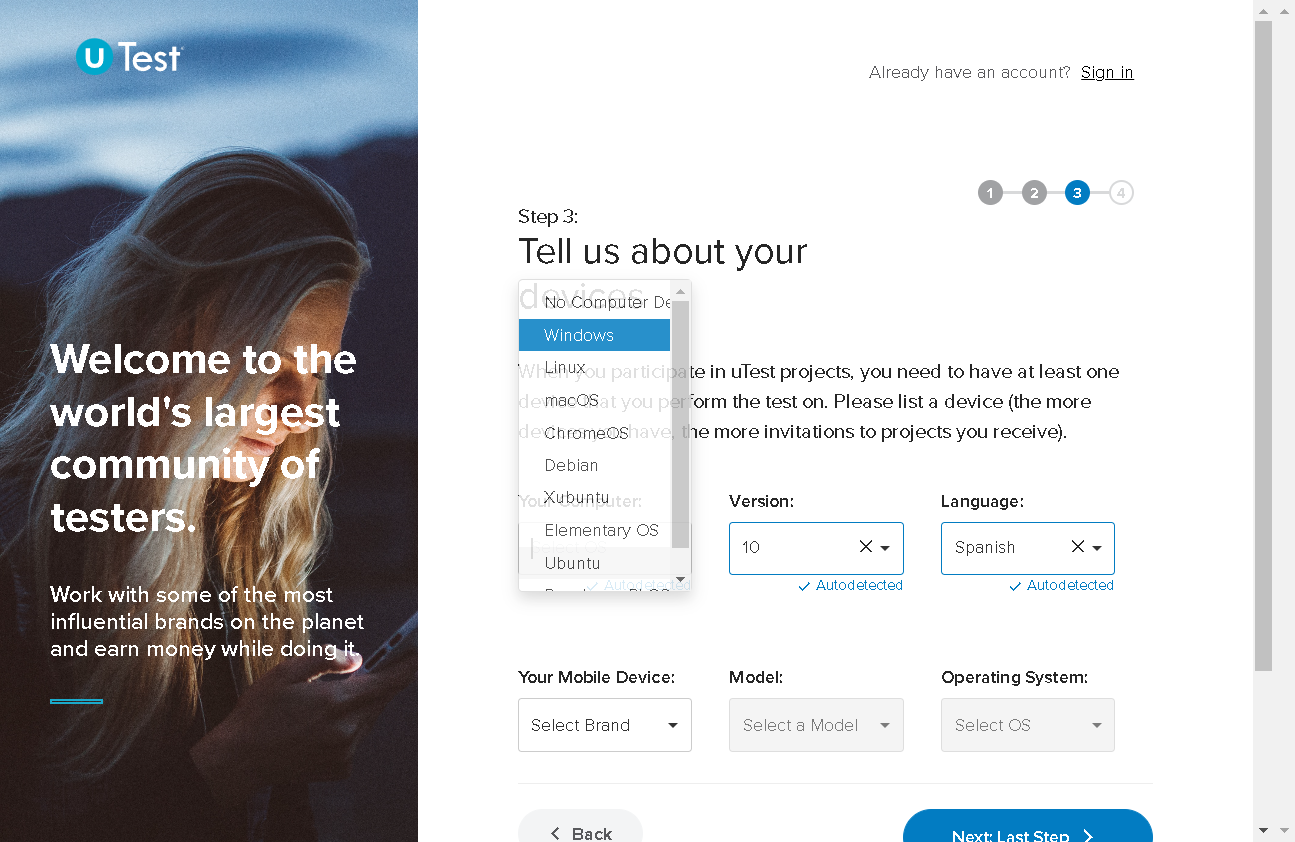 U Test
Already have an account? Sign in
1 2 3 4
Step 3:
Tell us about your
devices
No Computer De
Windows
Linux
macOS
ChromeOS
Debian
Xubuntu
Elementary OS
Ubuntu
When you participate in uTest projects, you need to have at least one
device that you perform the test on. Please list a device (the more
devices you have, the more invitations to projects you receive).
Your Computer: Version: Language:
10 Spanish
Autodetected Autodetected Autodetected
Your Mobile Device: Model: Operating System:
Select Brand Select a Model Select OS
Back Next: Last Step
Welcome to the
world's largest
community of
testers.
Work with some of the most
influential brands on the planet
and earn money while doing it.